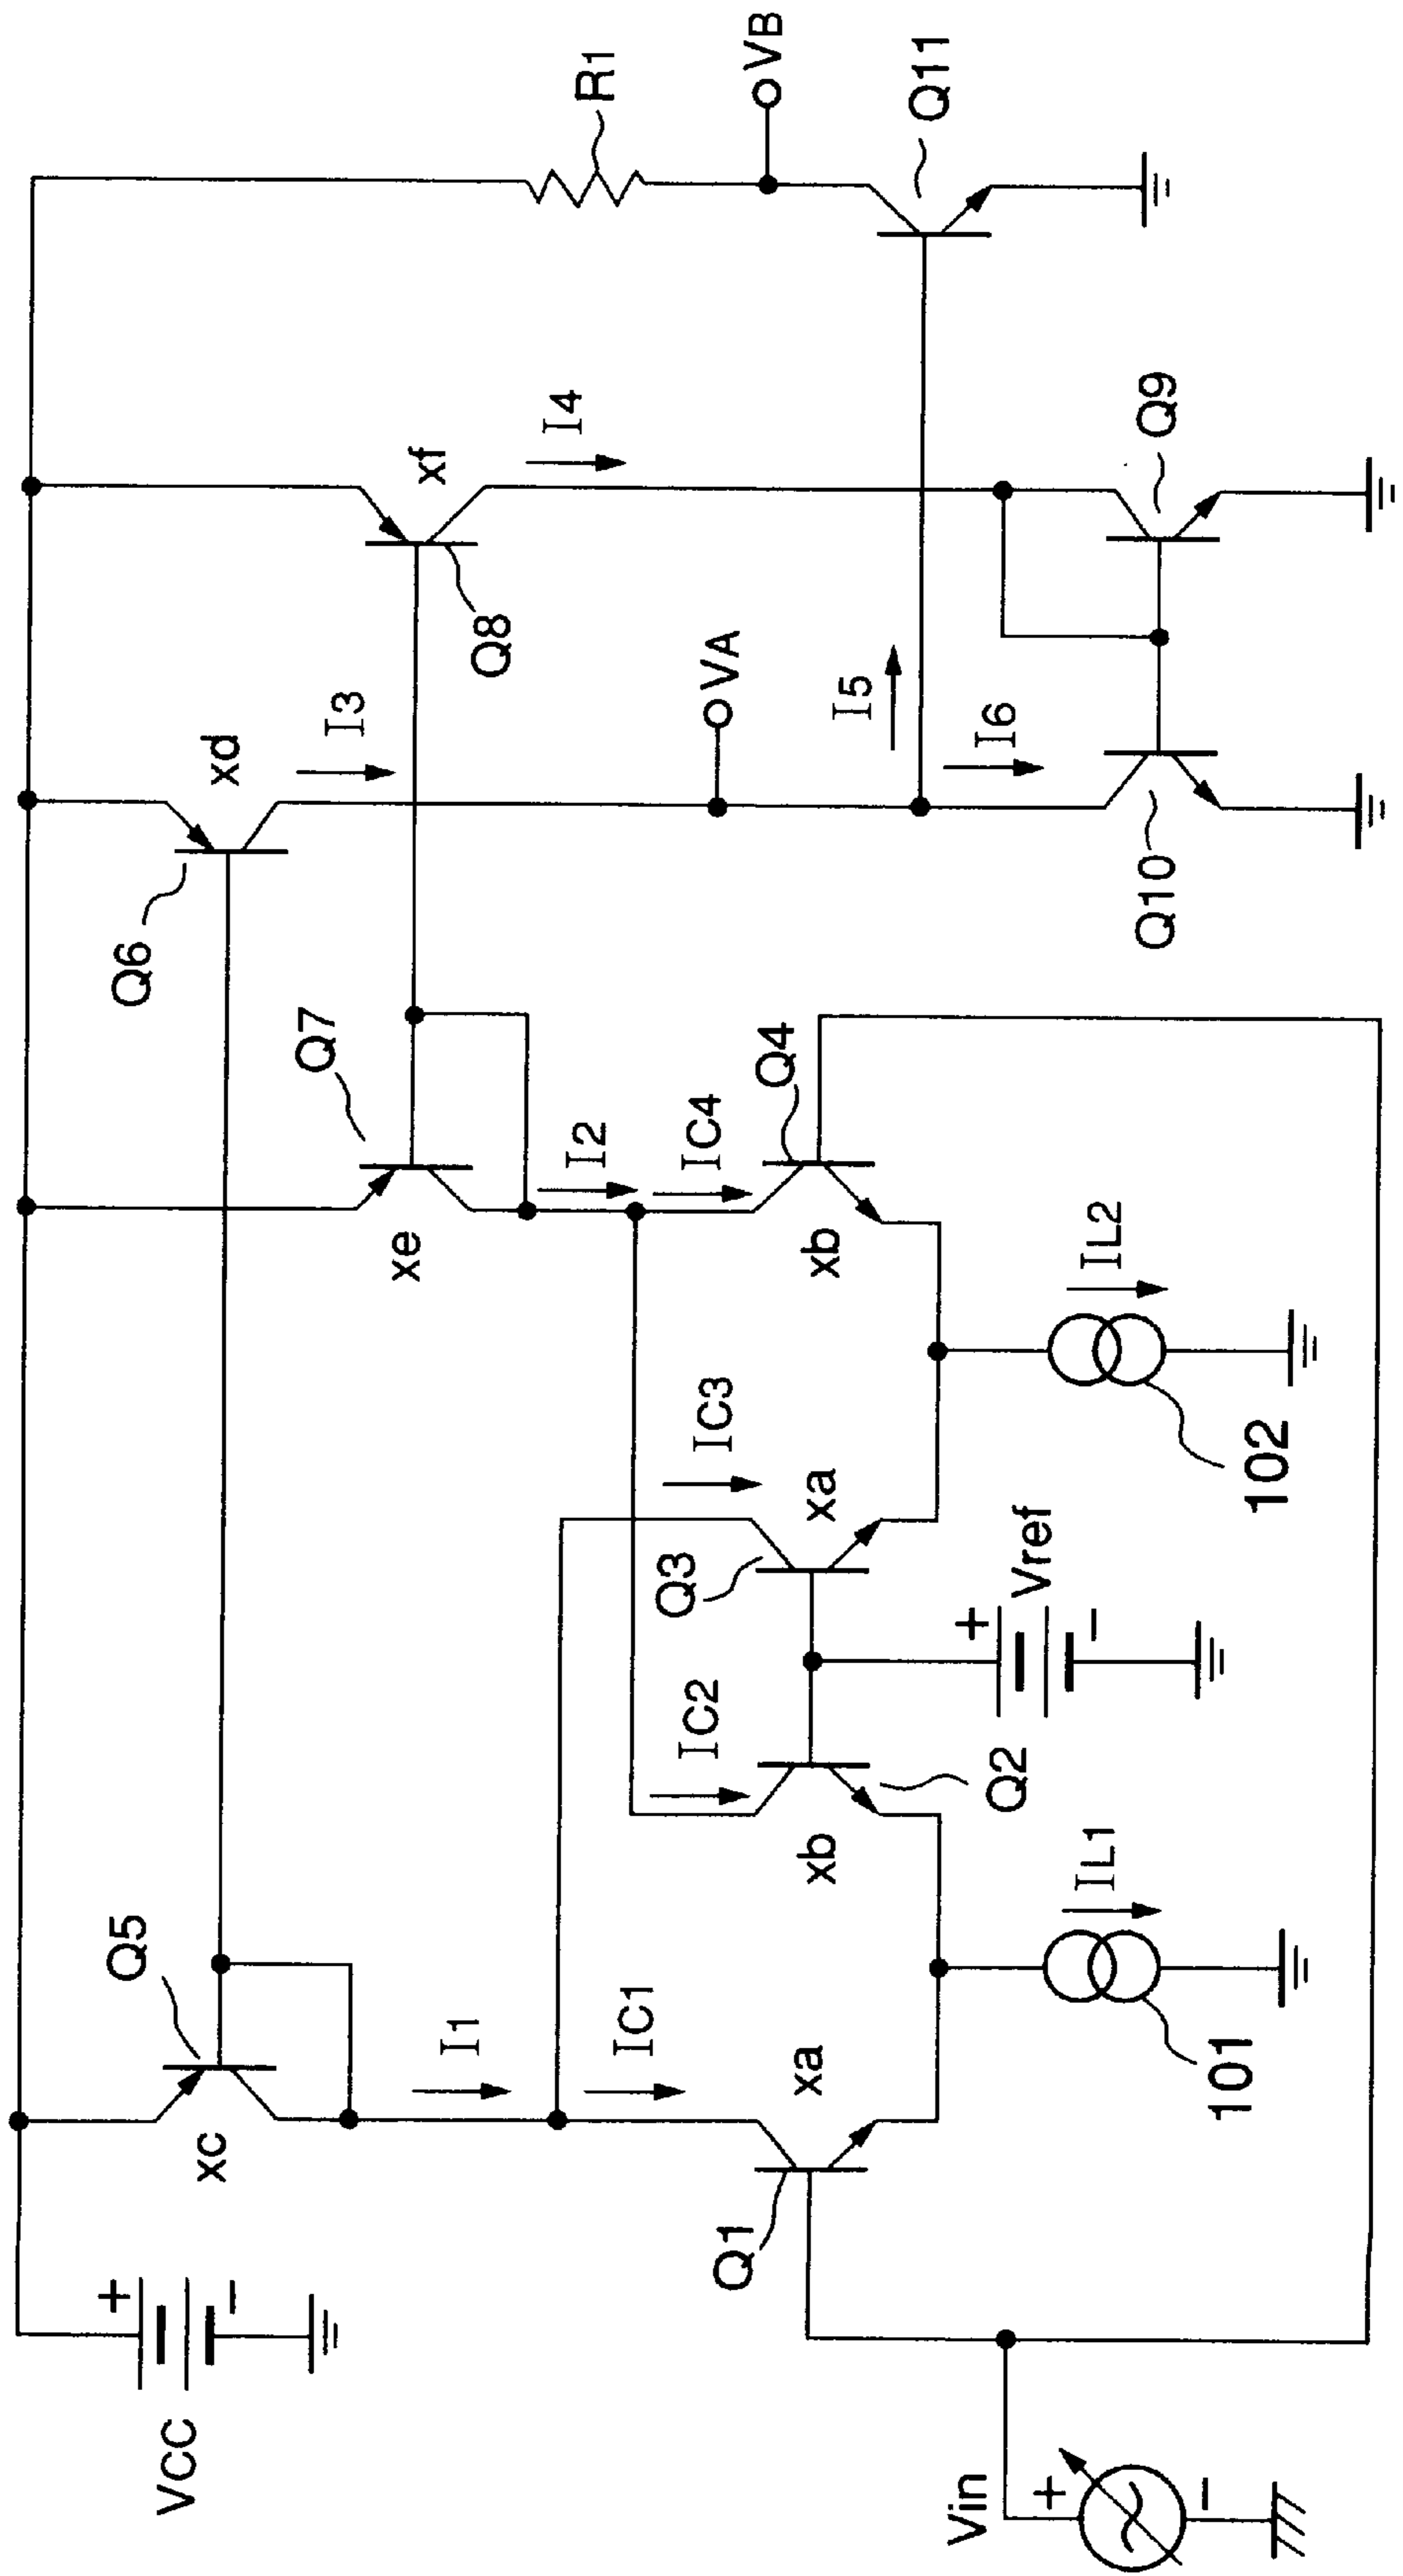 VCC
+
−
Vin
+
−
Q5
xc
I1
IC1
Q1
xa
IL1
101
IC2
xb
Q2
+
Vref
−
IC3
Q3
xa
IL2
102
Q7
xe
I2
IC4
Q4
xb
Q6
xd
I3
VA
I5
I6
Q10
xf
Q8
I4
Q9
R1
VB
Q11